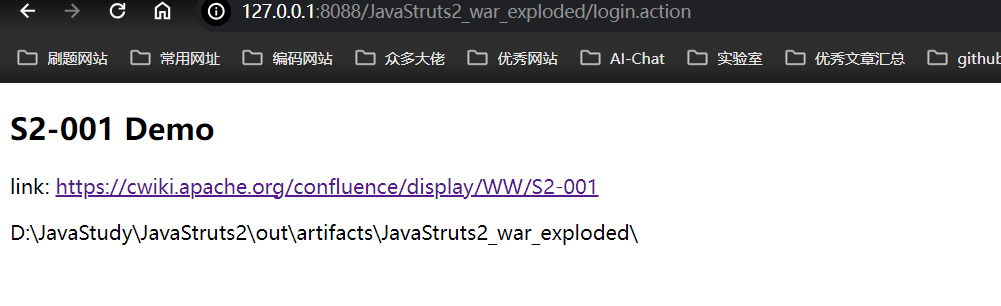 127.0.0.1:8088/JavaStruts2_war_exploded/login.action
刷题网站 常用网址 编码网站 众多大佬 优秀网站 AI-Chat 实验室 优秀文章汇总 github
S2-001 Demo
link: https://cwiki.apache.org/confluence/display/WW/S2-001
D:\JavaStudy\JavaStruts2\out\artifacts\JavaStruts2_war_exploded\